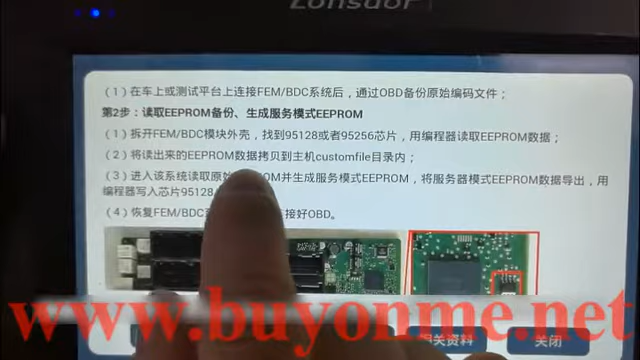 Lonsdor
(1)在车上或测试平台上连接FEM/BDC系统后，通过OBD备份原始编码文件；
第2步：读取EEPROM备份、生成服务模式EEPROM
(1)拆开FEM/BDC模块外壳，找到95128或者95256芯片，用编程器读取EEPROM数据；
(2)将读出来的EEPROM数据拷贝到主机customfile目录内；
(3)进入该系统读取原始 OM并生成服务模式EEPROM，将服务器模式EEPROM数据导出，用
编程器写入芯片95128
(4)恢复FEM/BDC 接好OBD。
相关资料 关闭
www.buyonme.net